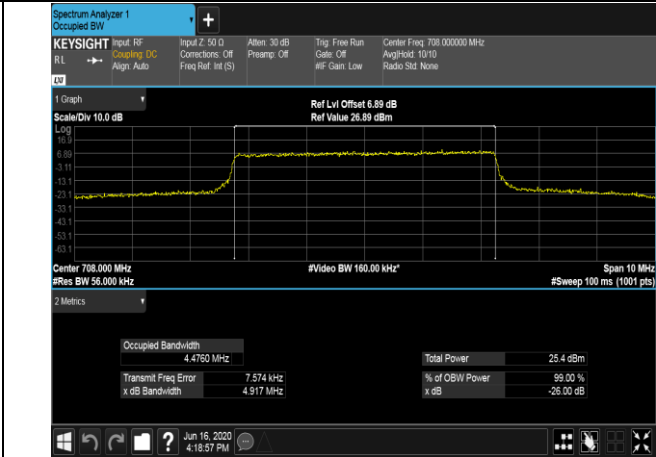 Spectrum Analyzer 1
Occupied BW
+
KEYSIGHT
RL
LXI
Input: RF
Coupling: DC
Align: Auto
Input Z: 50 Ω
Corrections: Off
Freq Ref: Int (S)
Atten: 30 dB
Preamp: Off
Trig: Free Run
Gate: Off
#IF Gain: Low
Center Freq: 708.000000 MHz
Avg|Hold: 10/10
Radio Std: None
1 Graph
Scale/Div 10.0 dB
Ref Lvl Offset 6.89 dB
Ref Value 26.89 dBm
Log
16.9
6.89
-3.11
-13.1
-23.1
-33.1
-43.1
-53.1
-63.1
Center 708.000 MHz
#Video BW 160.00 kHz*
Span 10 MHz
#Res BW 56.000 kHz
#Sweep 100 ms (1001 pts)
2 Metrics
Occupied Bandwidth
4.4760 MHz
Total Power 25.4 dBm
Transmit Freq Error 7.574 kHz
% of OBW Power 99.00 %
x dB Bandwidth 4.917 MHz
x dB -26.00 dB
?
Jun 16, 2020
4:18:57 PM